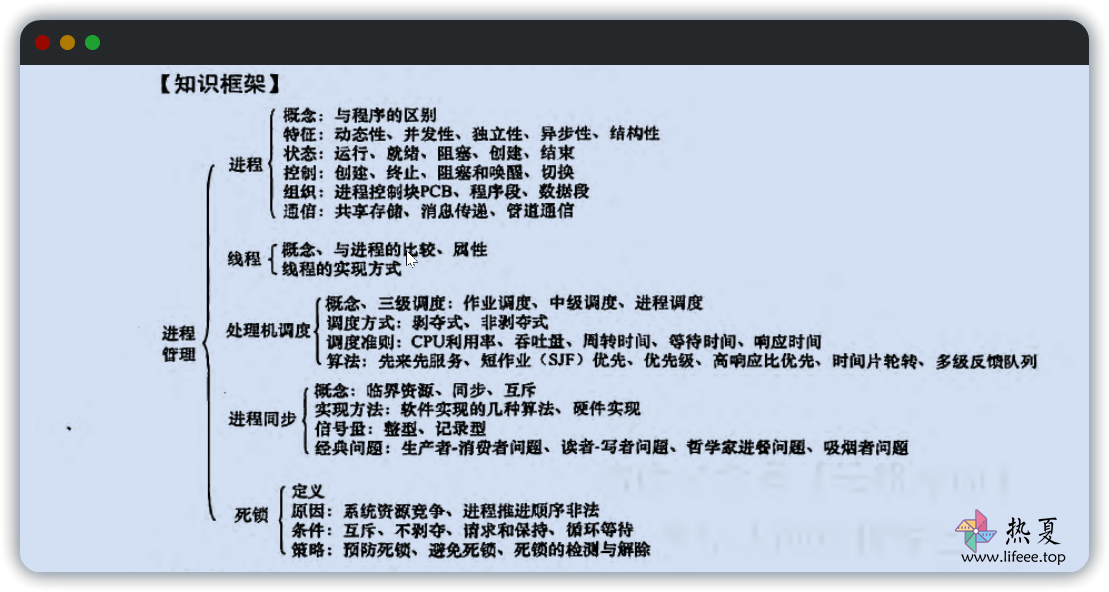 【知识框架】
进程管理
进程
概念：与程序的区别
特征：动态性、并发性、独立性、异步性、结构性
状态：运行、就绪、阻塞、创建、结束
控制：创建、终止、阻塞和唤醒、切换
组织：进程控制块PCB、程序段、数据段
通信：共享存储、消息传递、管道通信
线程
概念、与进程的比较、属性
线程的实现方式
处理机调度
概念、三级调度：作业调度、中级调度、进程调度
调度方式：剥夺式、非剥夺式
调度准则：CPU利用率、吞吐量、周转时间、等待时间、响应时间
算法：先来先服务、短作业（SJF）优先、优先级、高响应比优先、时间片轮转、多级反馈队列
进程同步
概念：临界资源、同步、互斥
实现方法：软件实现的几种算法、硬件实现
信号量：整型、记录型
经典问题：生产者-消费者问题、读者-写者问题、哲学家进餐问题、吸烟者问题
死锁
定义
原因：系统资源竞争、进程推进顺序非法
条件：互斥、不剥夺、请求和保持、循环等待
策略：预防死锁、避免死锁、死锁的检测与解除
热夏
www.lifeee.top